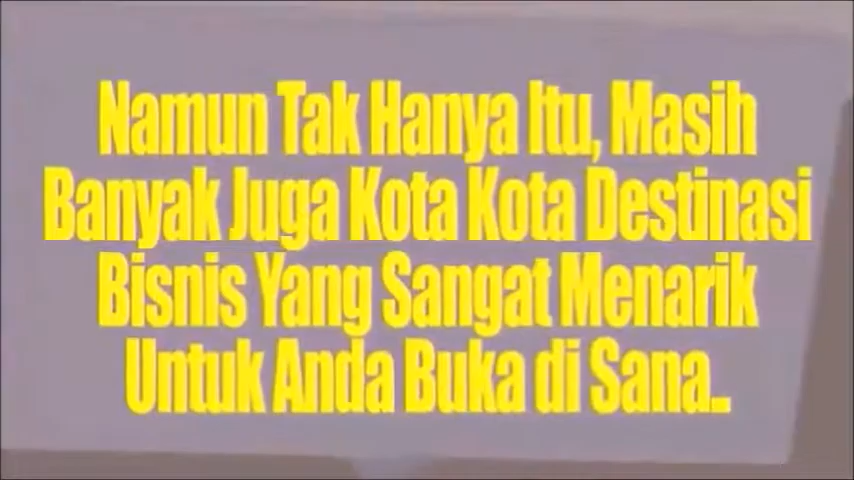 Namun Tak Hanya Itu, Masih
Banyak Juga Kota Kota Destinasi
Bisnis Yang Sangat Menarik
Untuk Anda Buka di Sana..